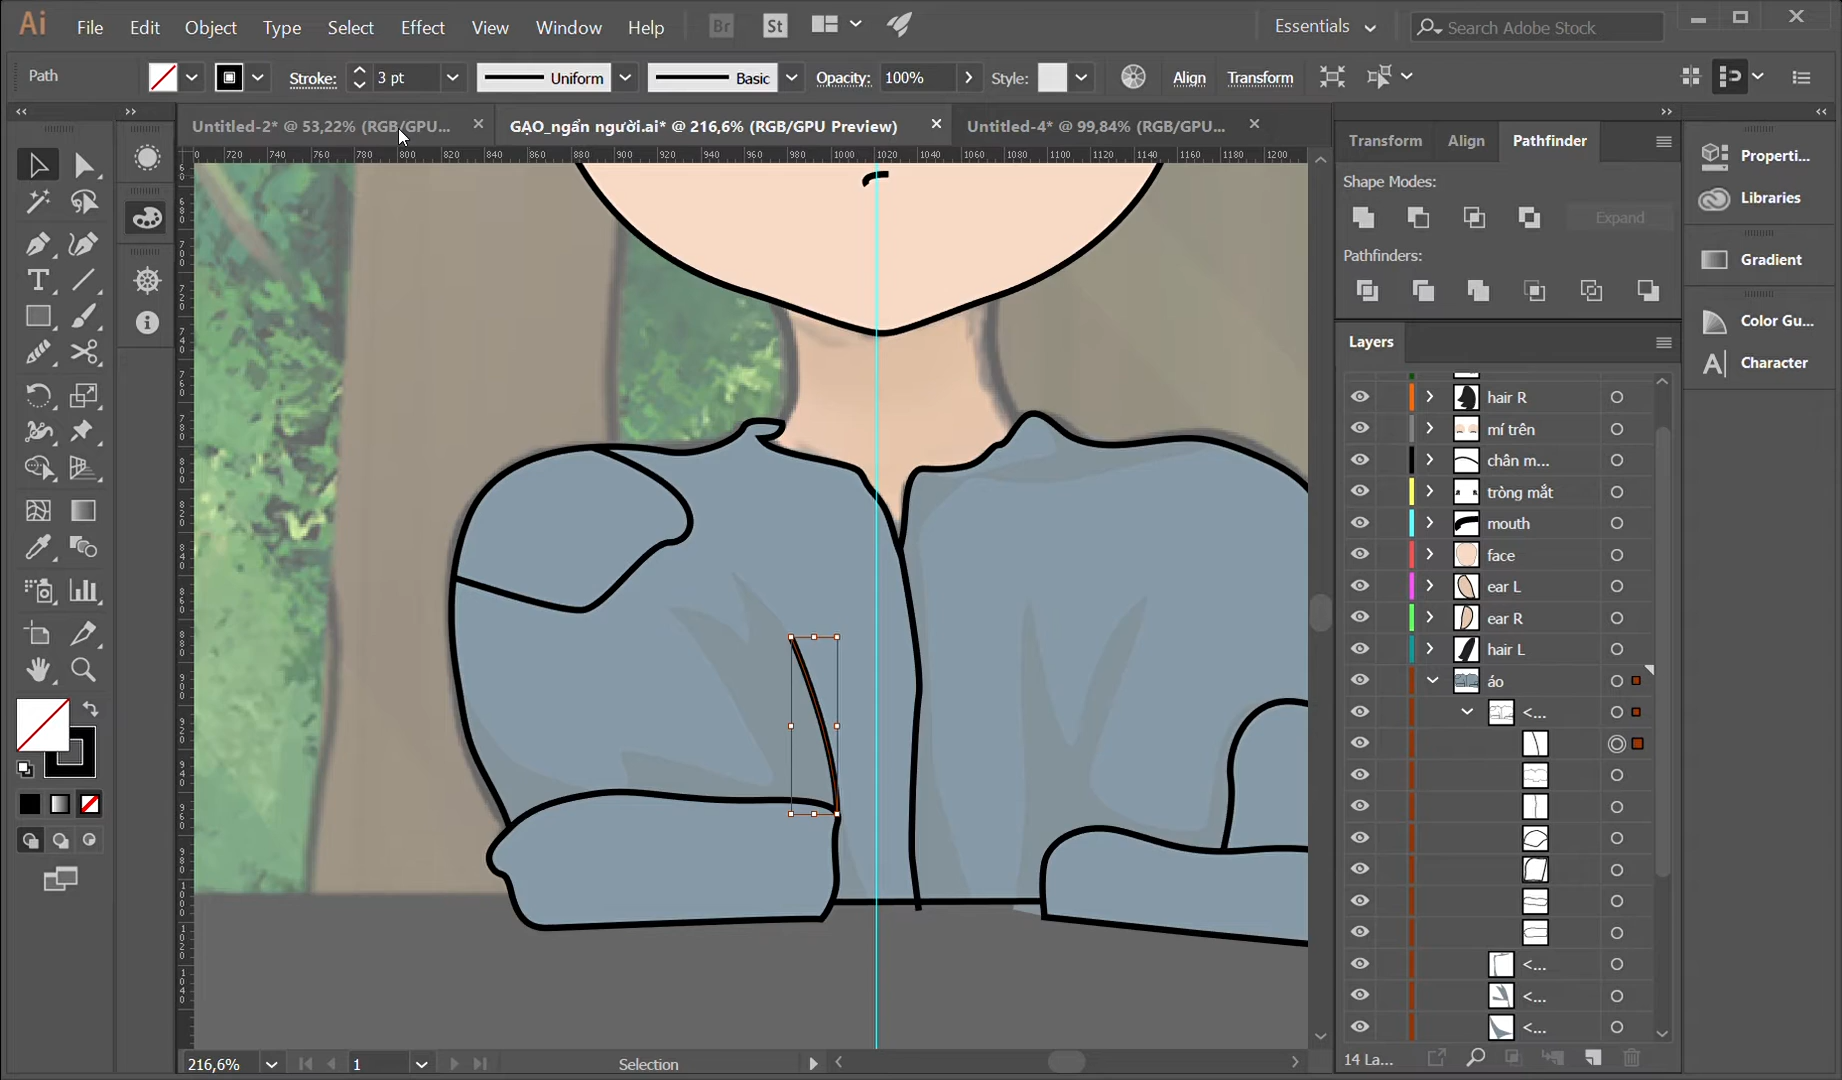 Ai File Edit Object Type Select Effect View Window Help Br St Essentials Search Adobe Stock
Path Stroke: 3 pt Uniform Basic Opacity: 100% Style: Align Transform
Untitled-2* @ 53,22% (RGB/GPU... GẠO_ngẩn người.ai* @ 216,6% (RGB/GPU Preview) Untitled-4* @ 99,84% (RGB/GPU...
720 740 760 780 800 820 840 860 880 900 920 940 960 980 1000 1020 1040 1060 1080 1100 1120 1140 1160 1180 1200
Transform Align Pathfinder
Shape Modes:
Expand
Pathfinders:
Layers
hair R
mí trên
chân m...
tròng mắt
mouth
face
ear L
ear R
hair L
áo
<...
<...
<...
<...
14 La...
Properti...
Libraries
Gradient
Color Gu...
Character
216,6% 1 Selection